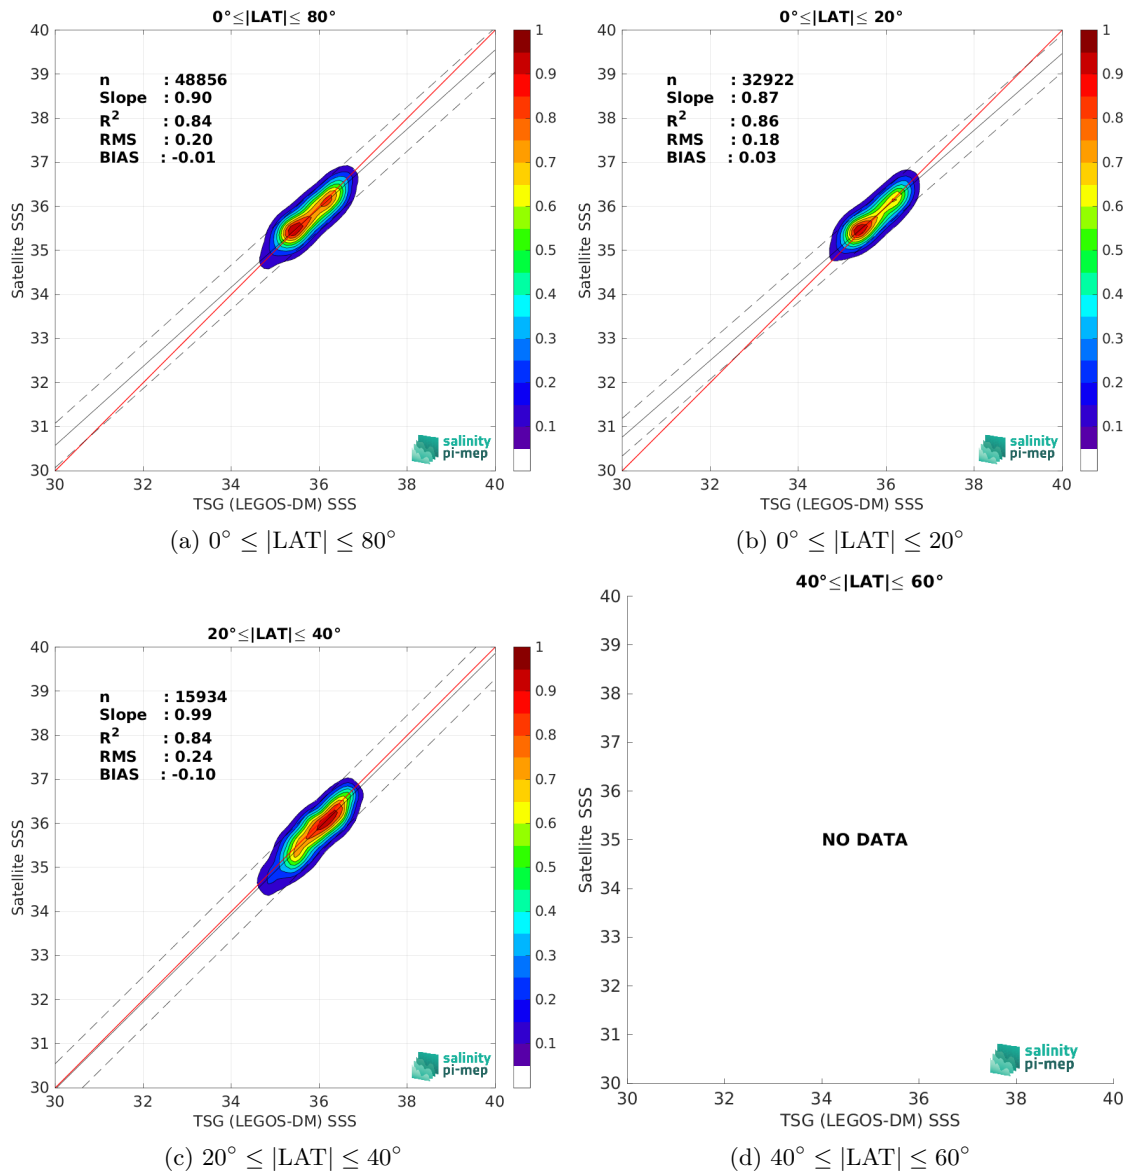 0°≤|LAT|≤ 80°
40
39
38
37
36
35
34
33
32
31
30
Satellite SSS
n : 48856
Slope : 0.90
R² : 0.84
RMS : 0.20
BIAS : -0.01
salinity
pi-mep
30 32 34 36 38 40
TSG (LEGOS-DM) SSS
1
0.9
0.8
0.7
0.6
0.5
0.4
0.3
0.2
0.1
(a) 0° ≤ |LAT| ≤ 80°
0°≤|LAT|≤ 20°
40
39
38
37
36
35
34
33
32
31
30
Satellite SSS
n : 32922
Slope : 0.87
R² : 0.86
RMS : 0.18
BIAS : 0.03
salinity
pi-mep
30 32 34 36 38 40
TSG (LEGOS-DM) SSS
1
0.9
0.8
0.7
0.6
0.5
0.4
0.3
0.2
0.1
(b) 0° ≤ |LAT| ≤ 20°
20°≤|LAT|≤ 40°
40
39
38
37
36
35
34
33
32
31
30
Satellite SSS
n : 15934
Slope : 0.99
R² : 0.84
RMS : 0.24
BIAS : -0.10
salinity
pi-mep
30 32 34 36 38 40
TSG (LEGOS-DM) SSS
1
0.9
0.8
0.7
0.6
0.5
0.4
0.3
0.2
0.1
(c) 20° ≤ |LAT| ≤ 40°
40°≤|LAT|≤ 60°
40
39
38
37
36
35
34
33
32
31
30
Satellite SSS
NO DATA
salinity
pi-mep
30 32 34 36 38 40
TSG (LEGOS-DM) SSS
(d) 40° ≤ |LAT| ≤ 60°